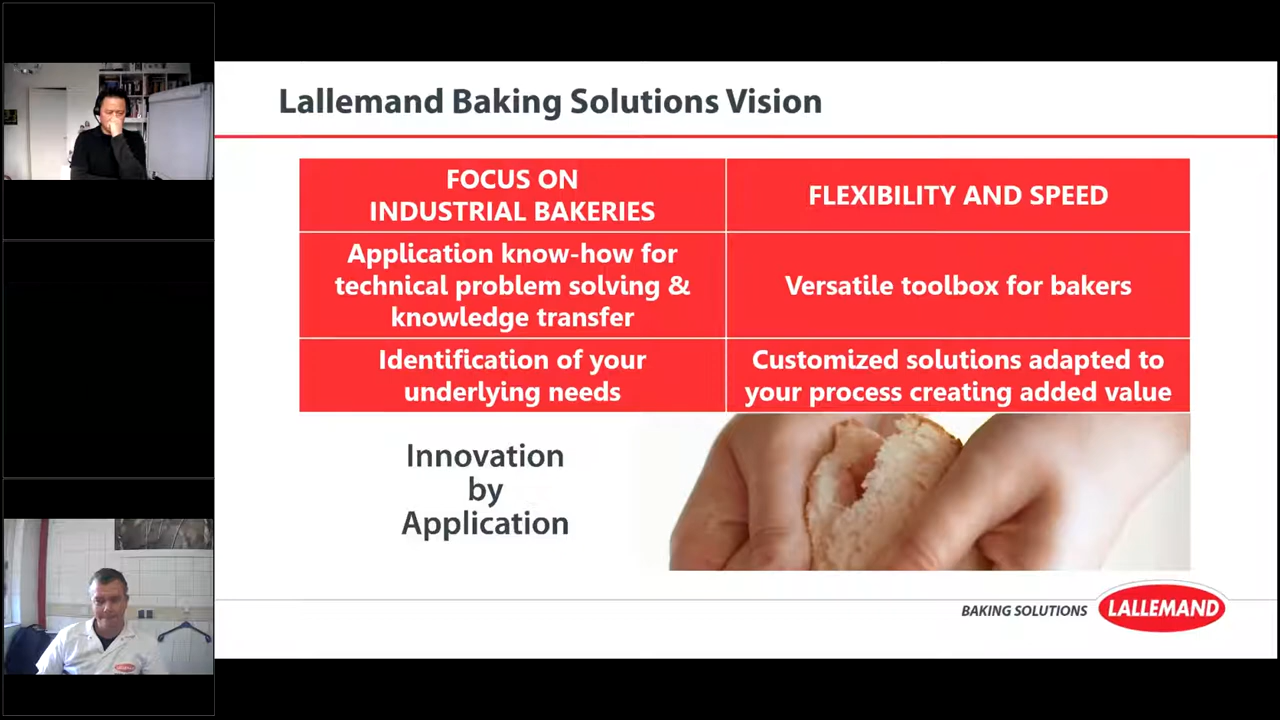 Lallemand Baking Solutions Vision
FOCUS ON
INDUSTRIAL BAKERIES
FLEXIBILITY AND SPEED
Application know-how for
technical problem solving &
knowledge transfer
Versatile toolbox for bakers
Identification of your
underlying needs
Customized solutions adapted to
your process creating added value
Innovation
by
Application
BAKING SOLUTIONS
LALLEMAND